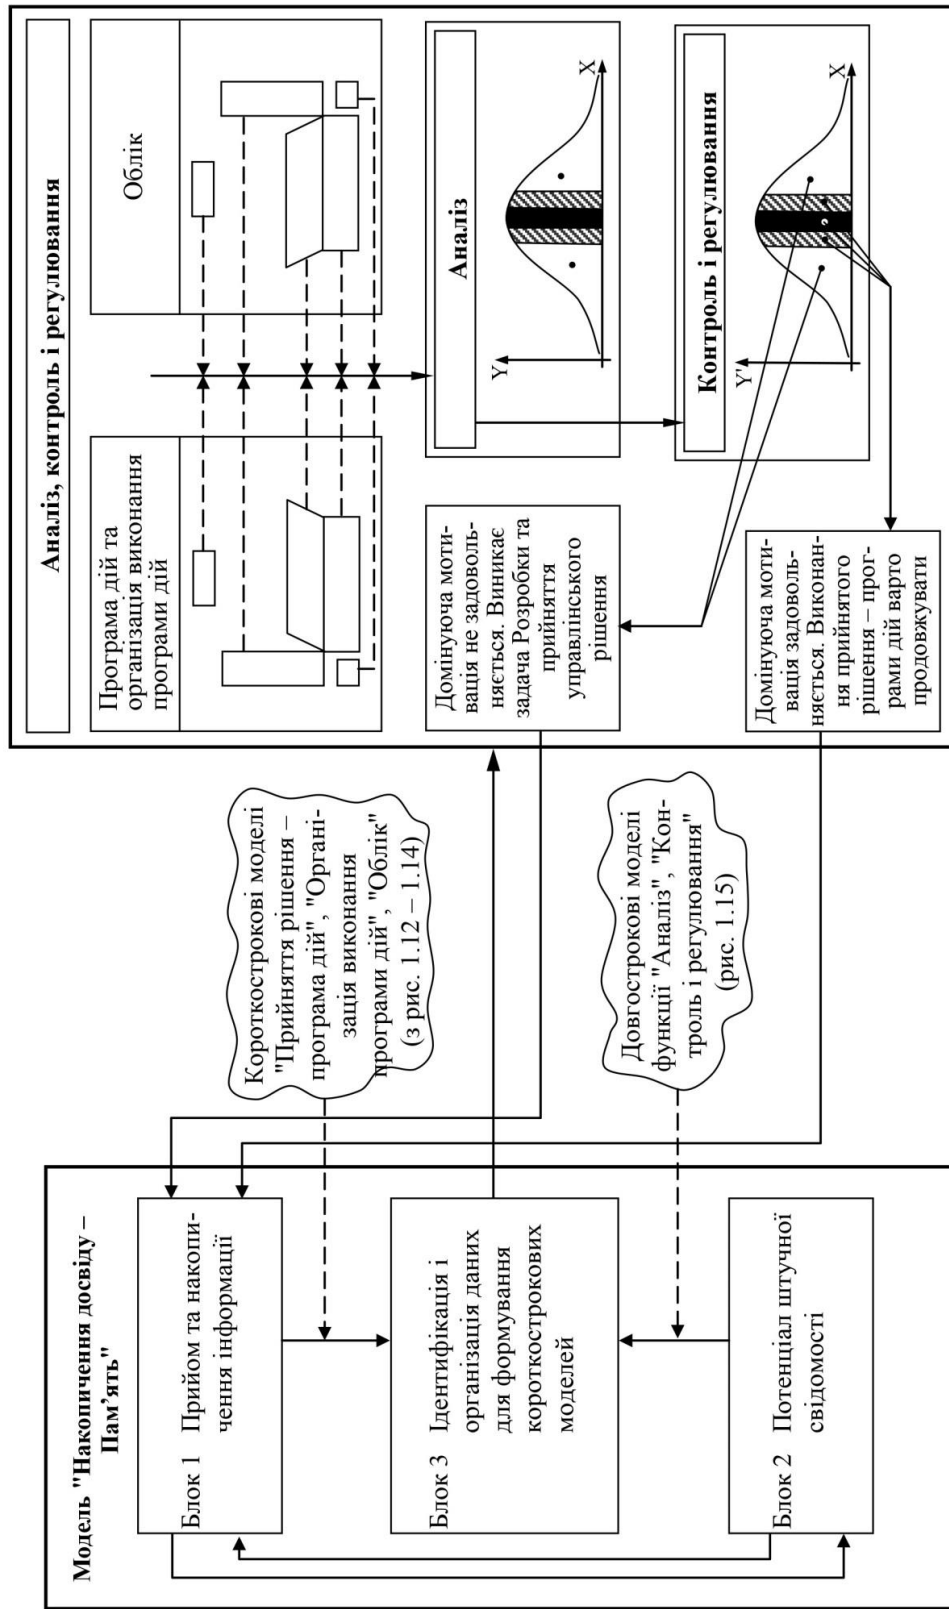 Модель "Накопичення досвіду –
Пам’ять"
Блок 1
Прийом та накопи-
чення інформації
Блок 3
Ідентифікація і
організація даних
для формування
короткострокових
моделей
Блок 2
Потенціал штучної
свідомості
Короткострокові моделі
"Прийняття рішення –
програма дій", "Органі-
зація виконання
програми дій", "Облік"
(з рис. 1.12 – 1.14)
Довгострокові моделі
функції "Аналіз", "Кон-
троль і регулювання"
(рис. 1.15)
Аналіз, контроль і регулювання
Програма дій та
організація виконання
програми дій
Облік
Домінуюча моти-
вація не задоволь-
няється. Виникає
задача Розробки та
прийняття
управлінського
рішення
Аналіз
Y
X
Домінуюча моти-
вація задоволь-
няється. Виконан-
ня прийнятого
рішення – прог-
рами дій варто
продовжувати
Контроль і регулювання
Y'
X